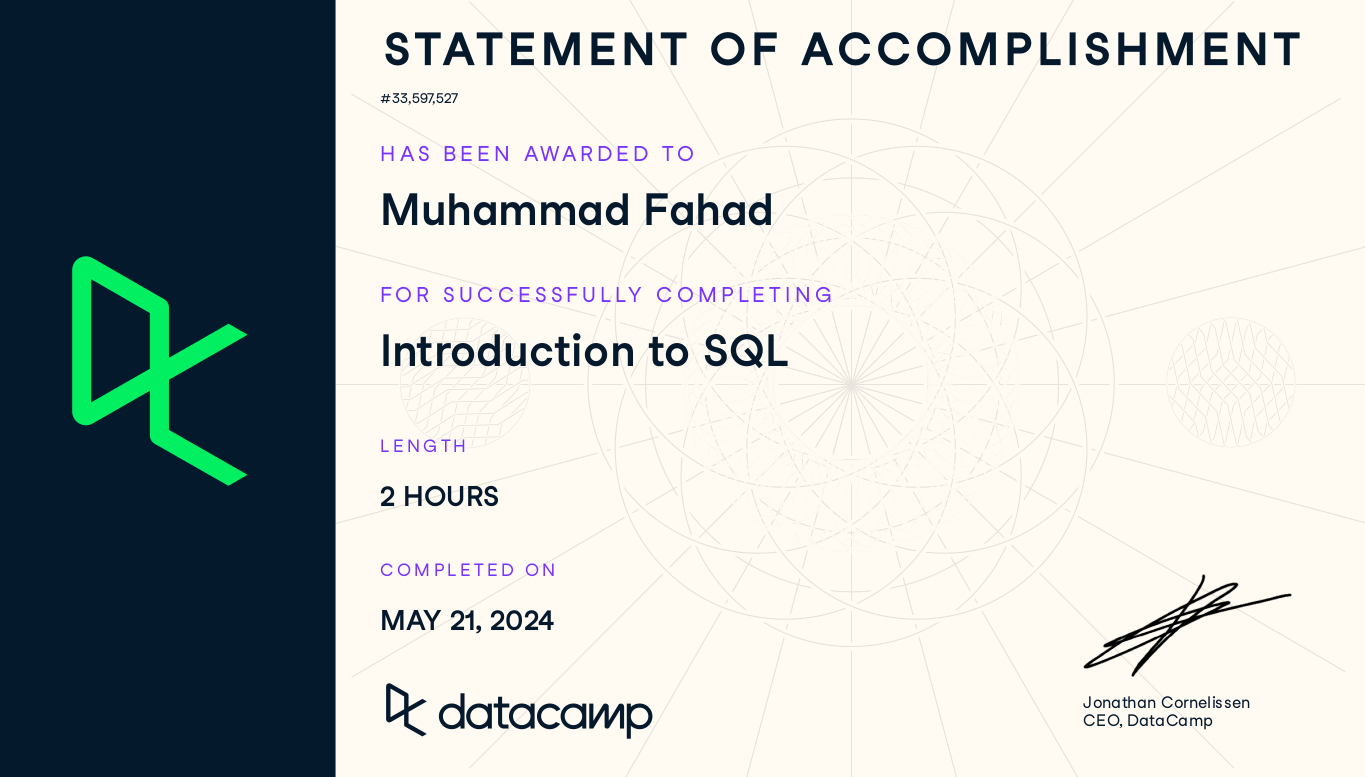 STATEMENT OF ACCOMPLISHMENT
#33,597,527
HAS BEEN AWARDED TO
Muhammad Fahad
FOR SUCCESSFULLY COMPLETING
Introduction to SQL
LENGTH
2 HOURS
COMPLETED ON
MAY 21, 2024
datacamp
Jonathan Cornelissen
CEO, DataCamp